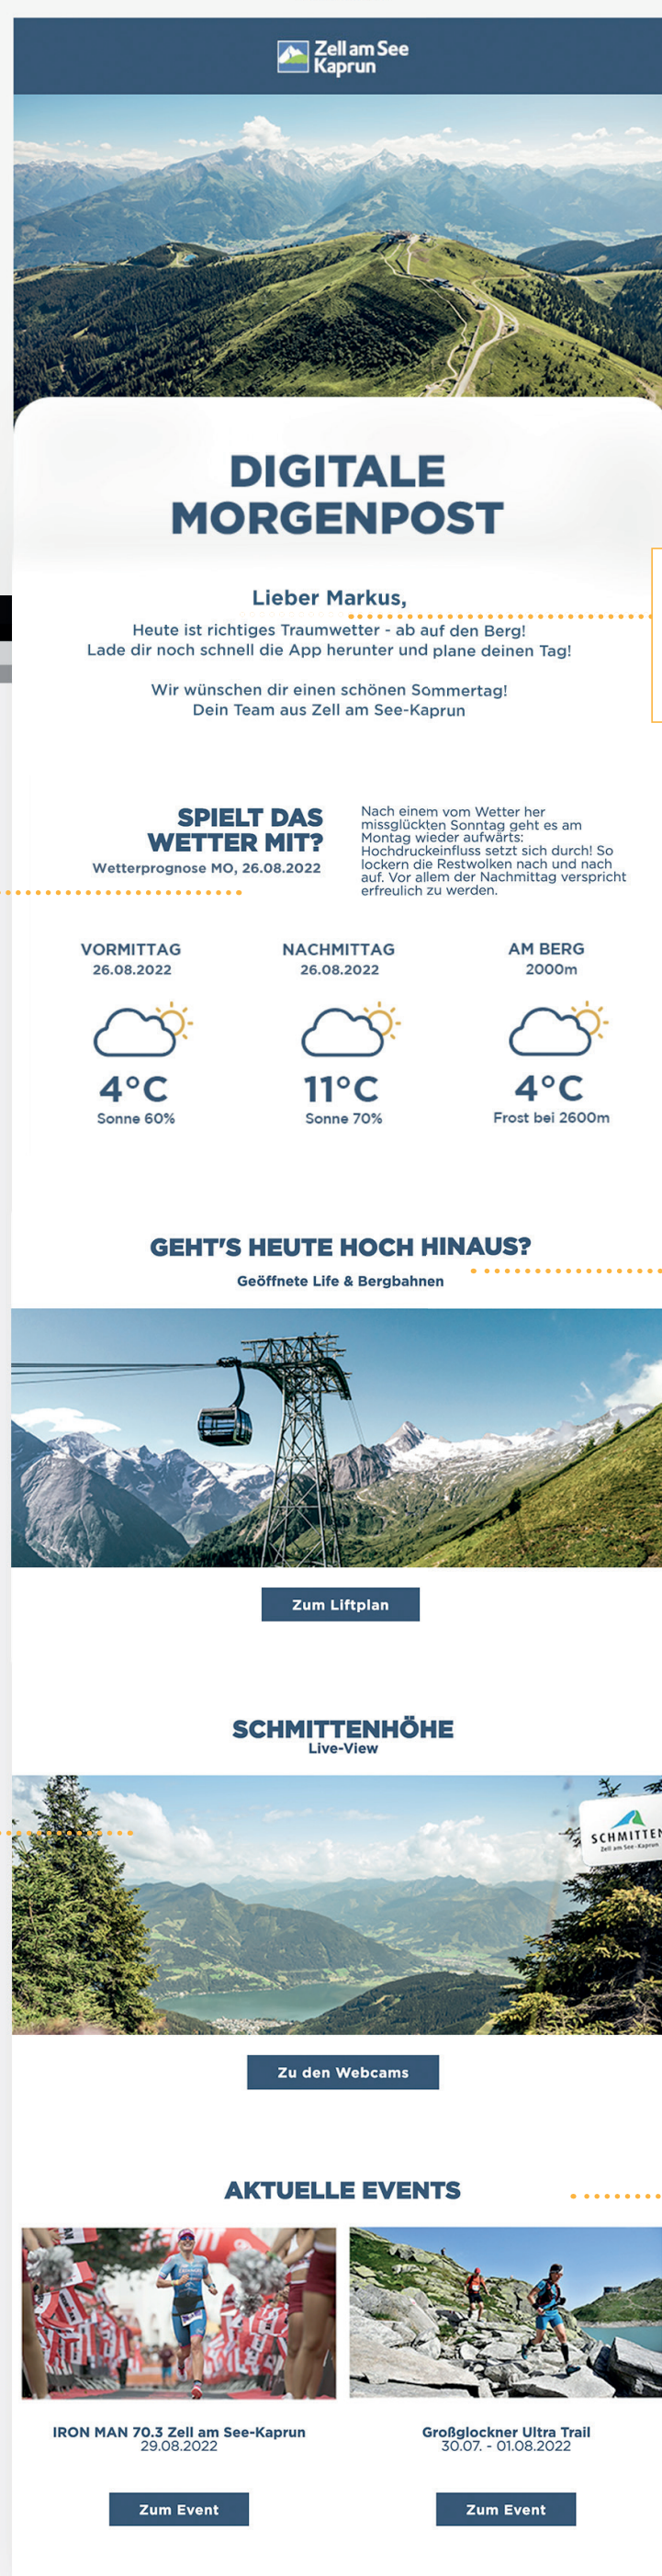 Zell am See
Kaprun
DIGITALE
MORGENPOST
Lieber Markus,
Heute ist richtiges Traumwetter - ab auf den Berg!
Lade dir noch schnell die App herunter und plane deinen Tag!
Wir wünschen dir einen schönen Sommertag!
Dein Team aus Zell am See-Kaprun
SPIELT DAS
WETTER MIT?
Wetterprognose MO, 26.08.2022
Nach einem vom Wetter her
missglückten Sonntag geht es am
Montag wieder aufwärts:
Hochdruckeinfluss setzt sich durch! So
lockern die Restwolken nach und nach
auf. Vor allem der Nachmittag verspricht
erfreulich zu werden.
VORMITTAG
26.08.2022
4°C
Sonne 60%
NACHMITTAG
26.08.2022
11°C
Sonne 70%
AM BERG
2000m
4°C
Frost bei 2600m
GEHT'S HEUTE HOCH HINAUS?
Geöffnete Life & Bergbahnen
Zum Liftplan
SCHMITTENHÖHE
Live-View
SCHMITTEN
Zell am See - Kaprun
Zu den Webcams
AKTUELLE EVENTS
IRON MAN 70.3 Zell am See-Kaprun
29.08.2022
Zum Event
Großglockner Ultra Trail
30.07. - 01.08.2022
Zum Event